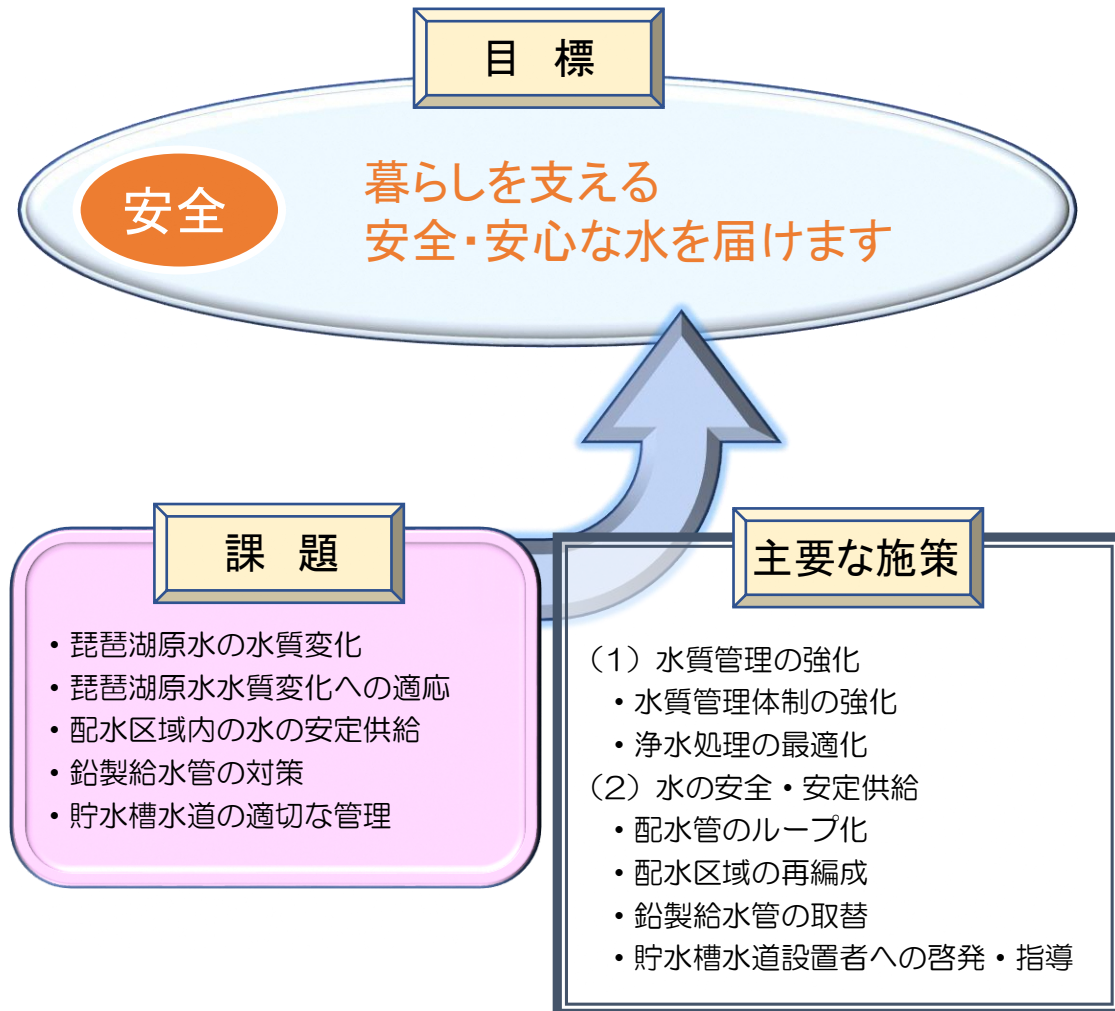 目 標
安全
暮らしを支える
安全・安心な水を届けます
課 題
・琵琶湖原水の水質変化
・琵琶湖原水水質変化への適応
・配水区域内の水の安定供給
・鉛製給水管の対策
・貯水槽水道の適切な管理
主要な施策
（1）水質管理の強化
・水質管理体制の強化
・浄水処理の最適化
（2）水の安全・安定供給
・配水管のループ化
・配水区域の再編成
・鉛製給水管の取替
・貯水槽水道設置者への啓発・指導